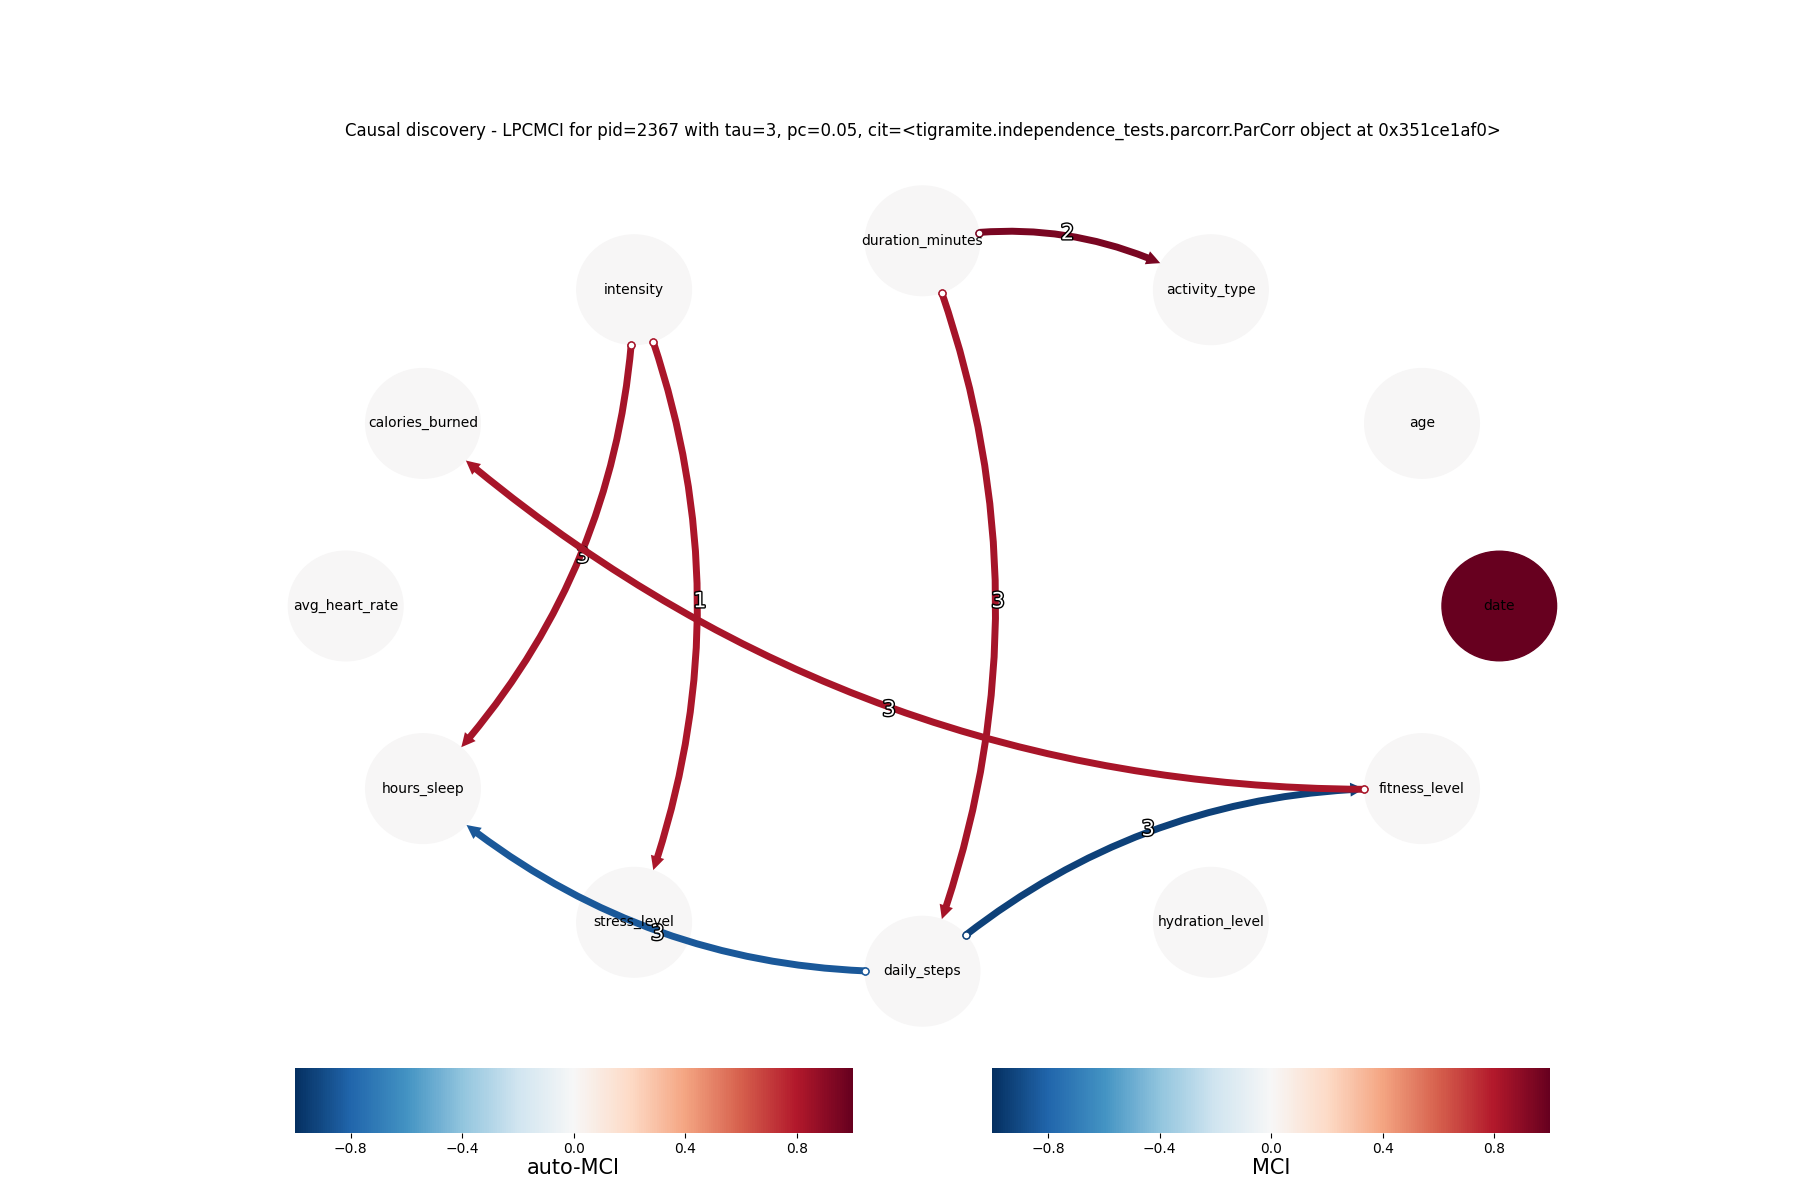 Causal discovery - LPCMCI for pid=2367 with tau=3, pc=0.05, cit=<tigramite.independence_tests.parcorr.ParCorr object at 0x351ce1af0>
2
duration_minutes
intensity
activity_type
calories_burned
age
3
1
3
avg_heart_rate
date
3
hours_sleep
fitness_level
3
stress_level
3
hydration_level
daily_steps
−0.8
−0.4
0.0
0.4
0.8
auto-MCI
−0.8
−0.4
0.0
0.4
0.8
MCI